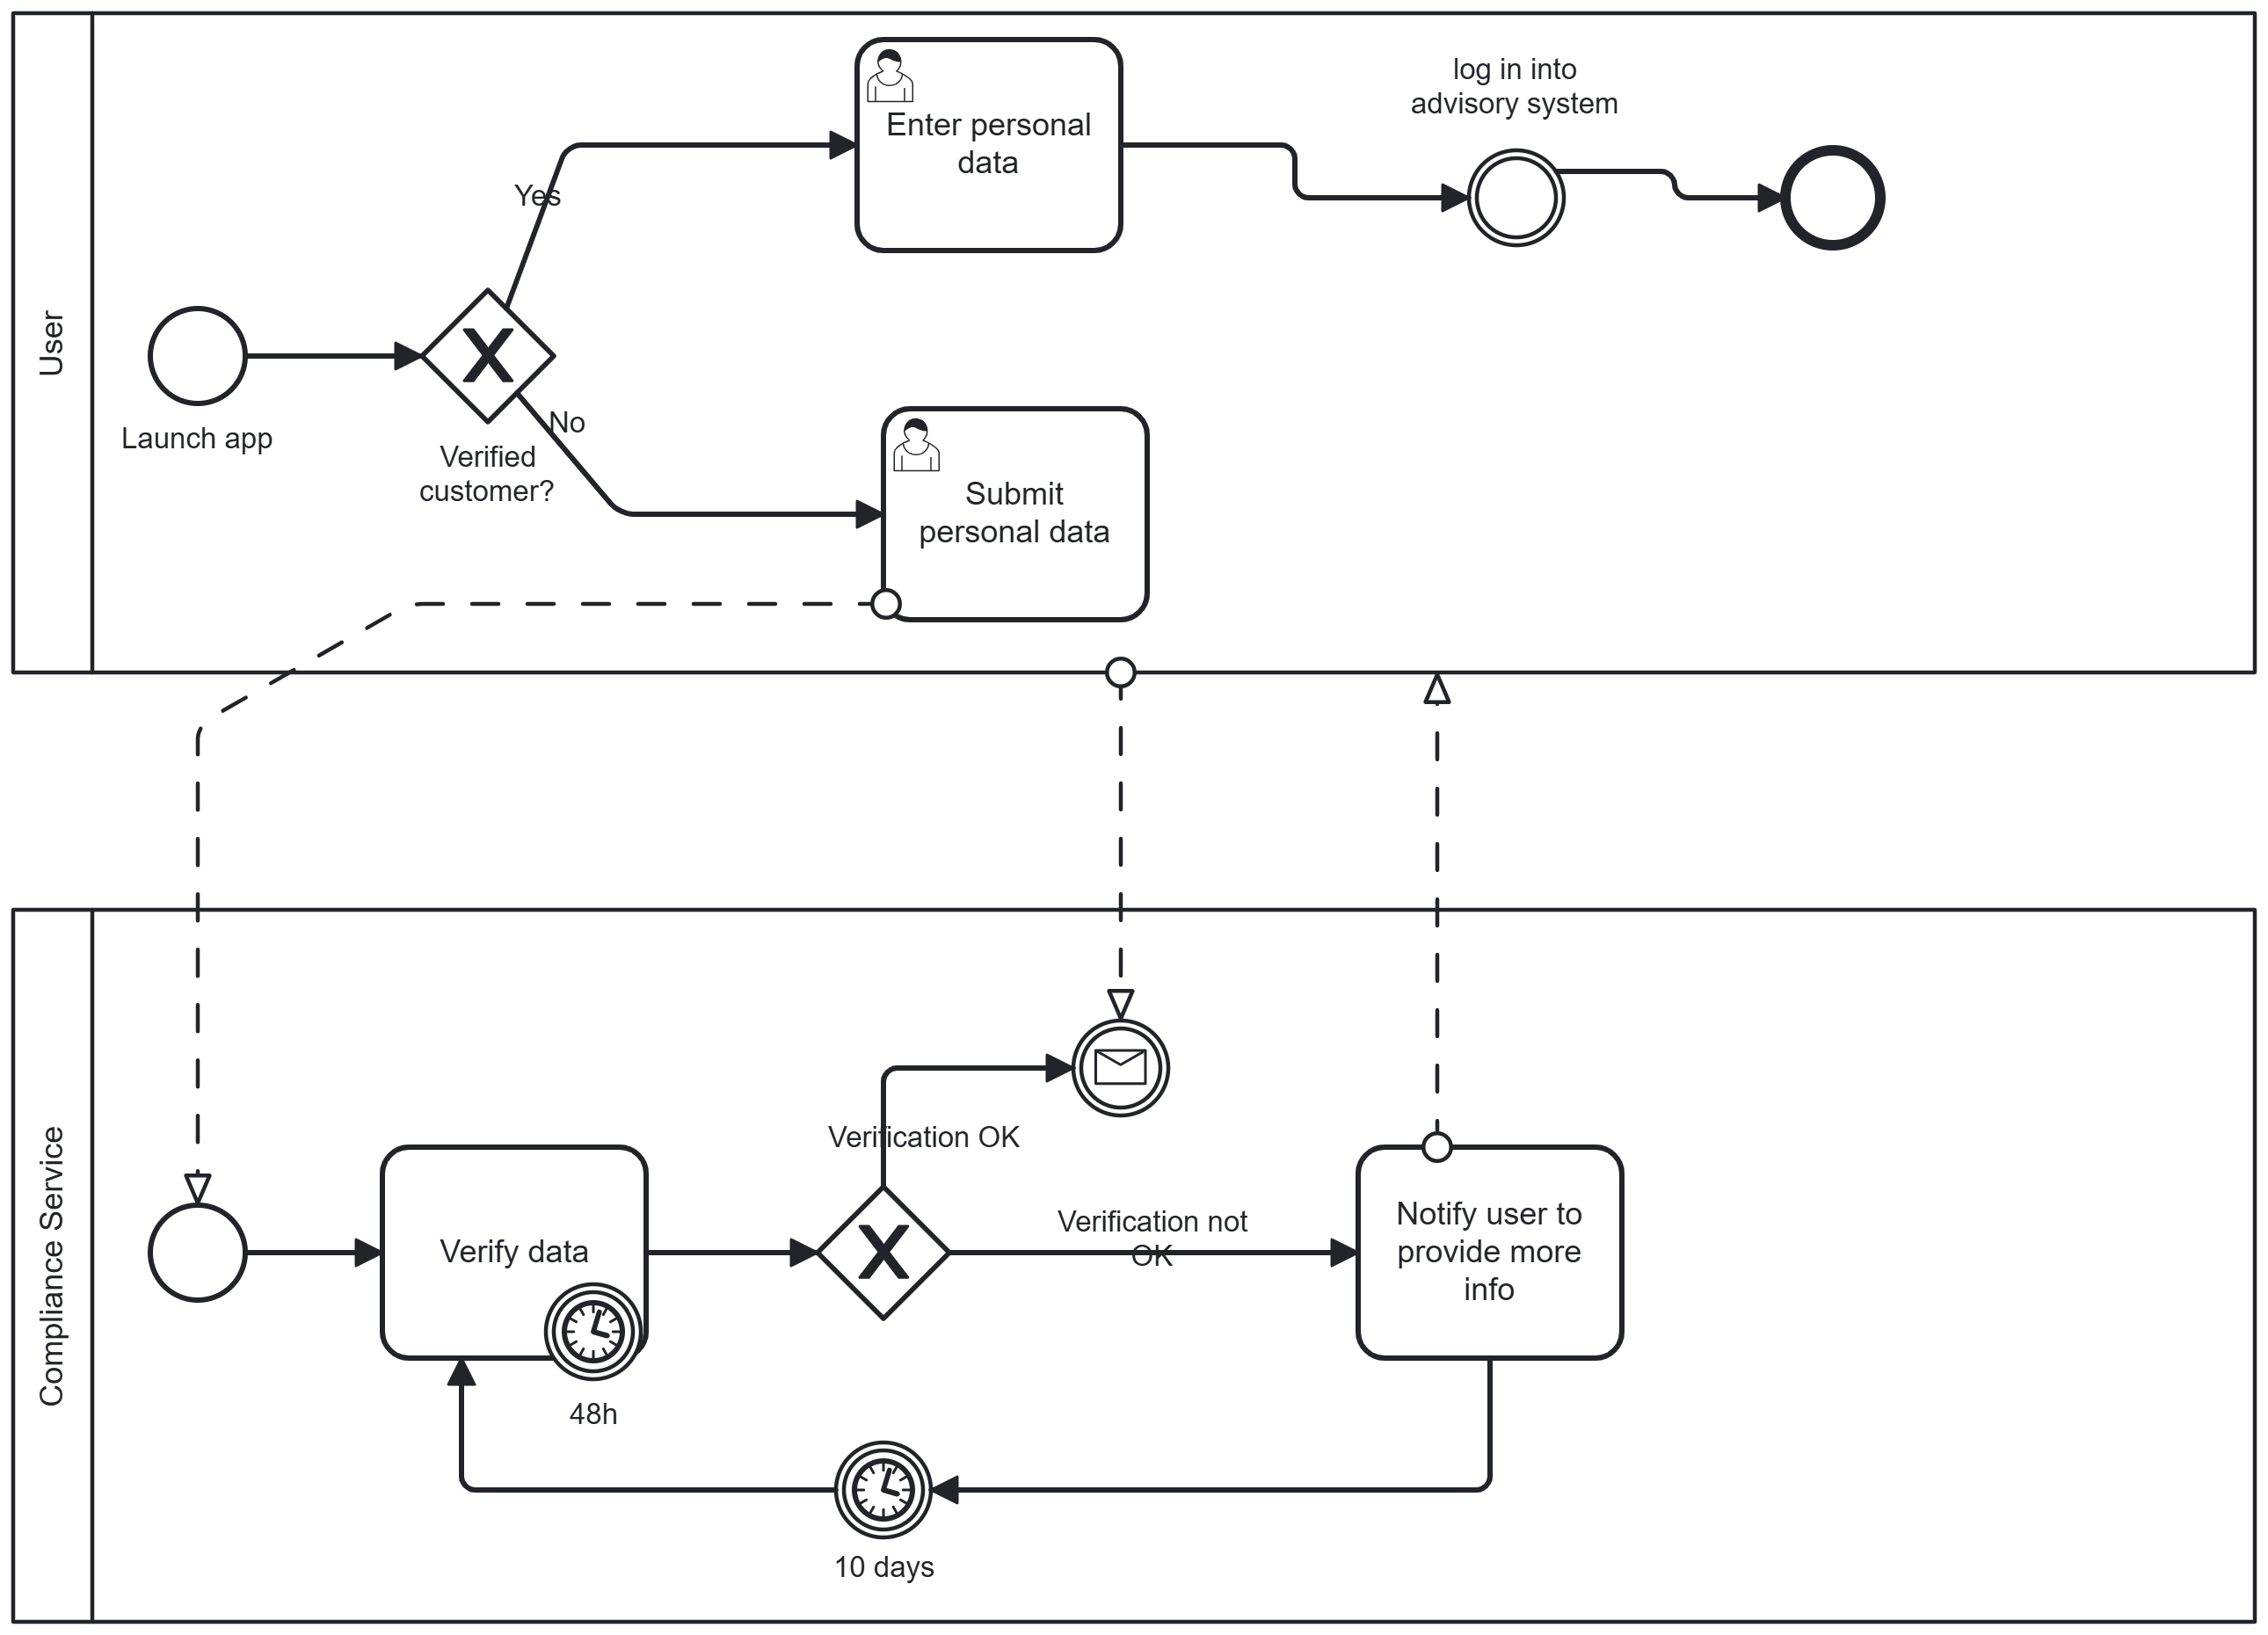 User
Launch app
Verified
customer?
Yes
No
Enter personal
data
Submit
personal data
log in into
advisory system
Compliance Service
Verify data
48h
Verification OK
Verification not
OK
Notify user to
provide more
info
10 days